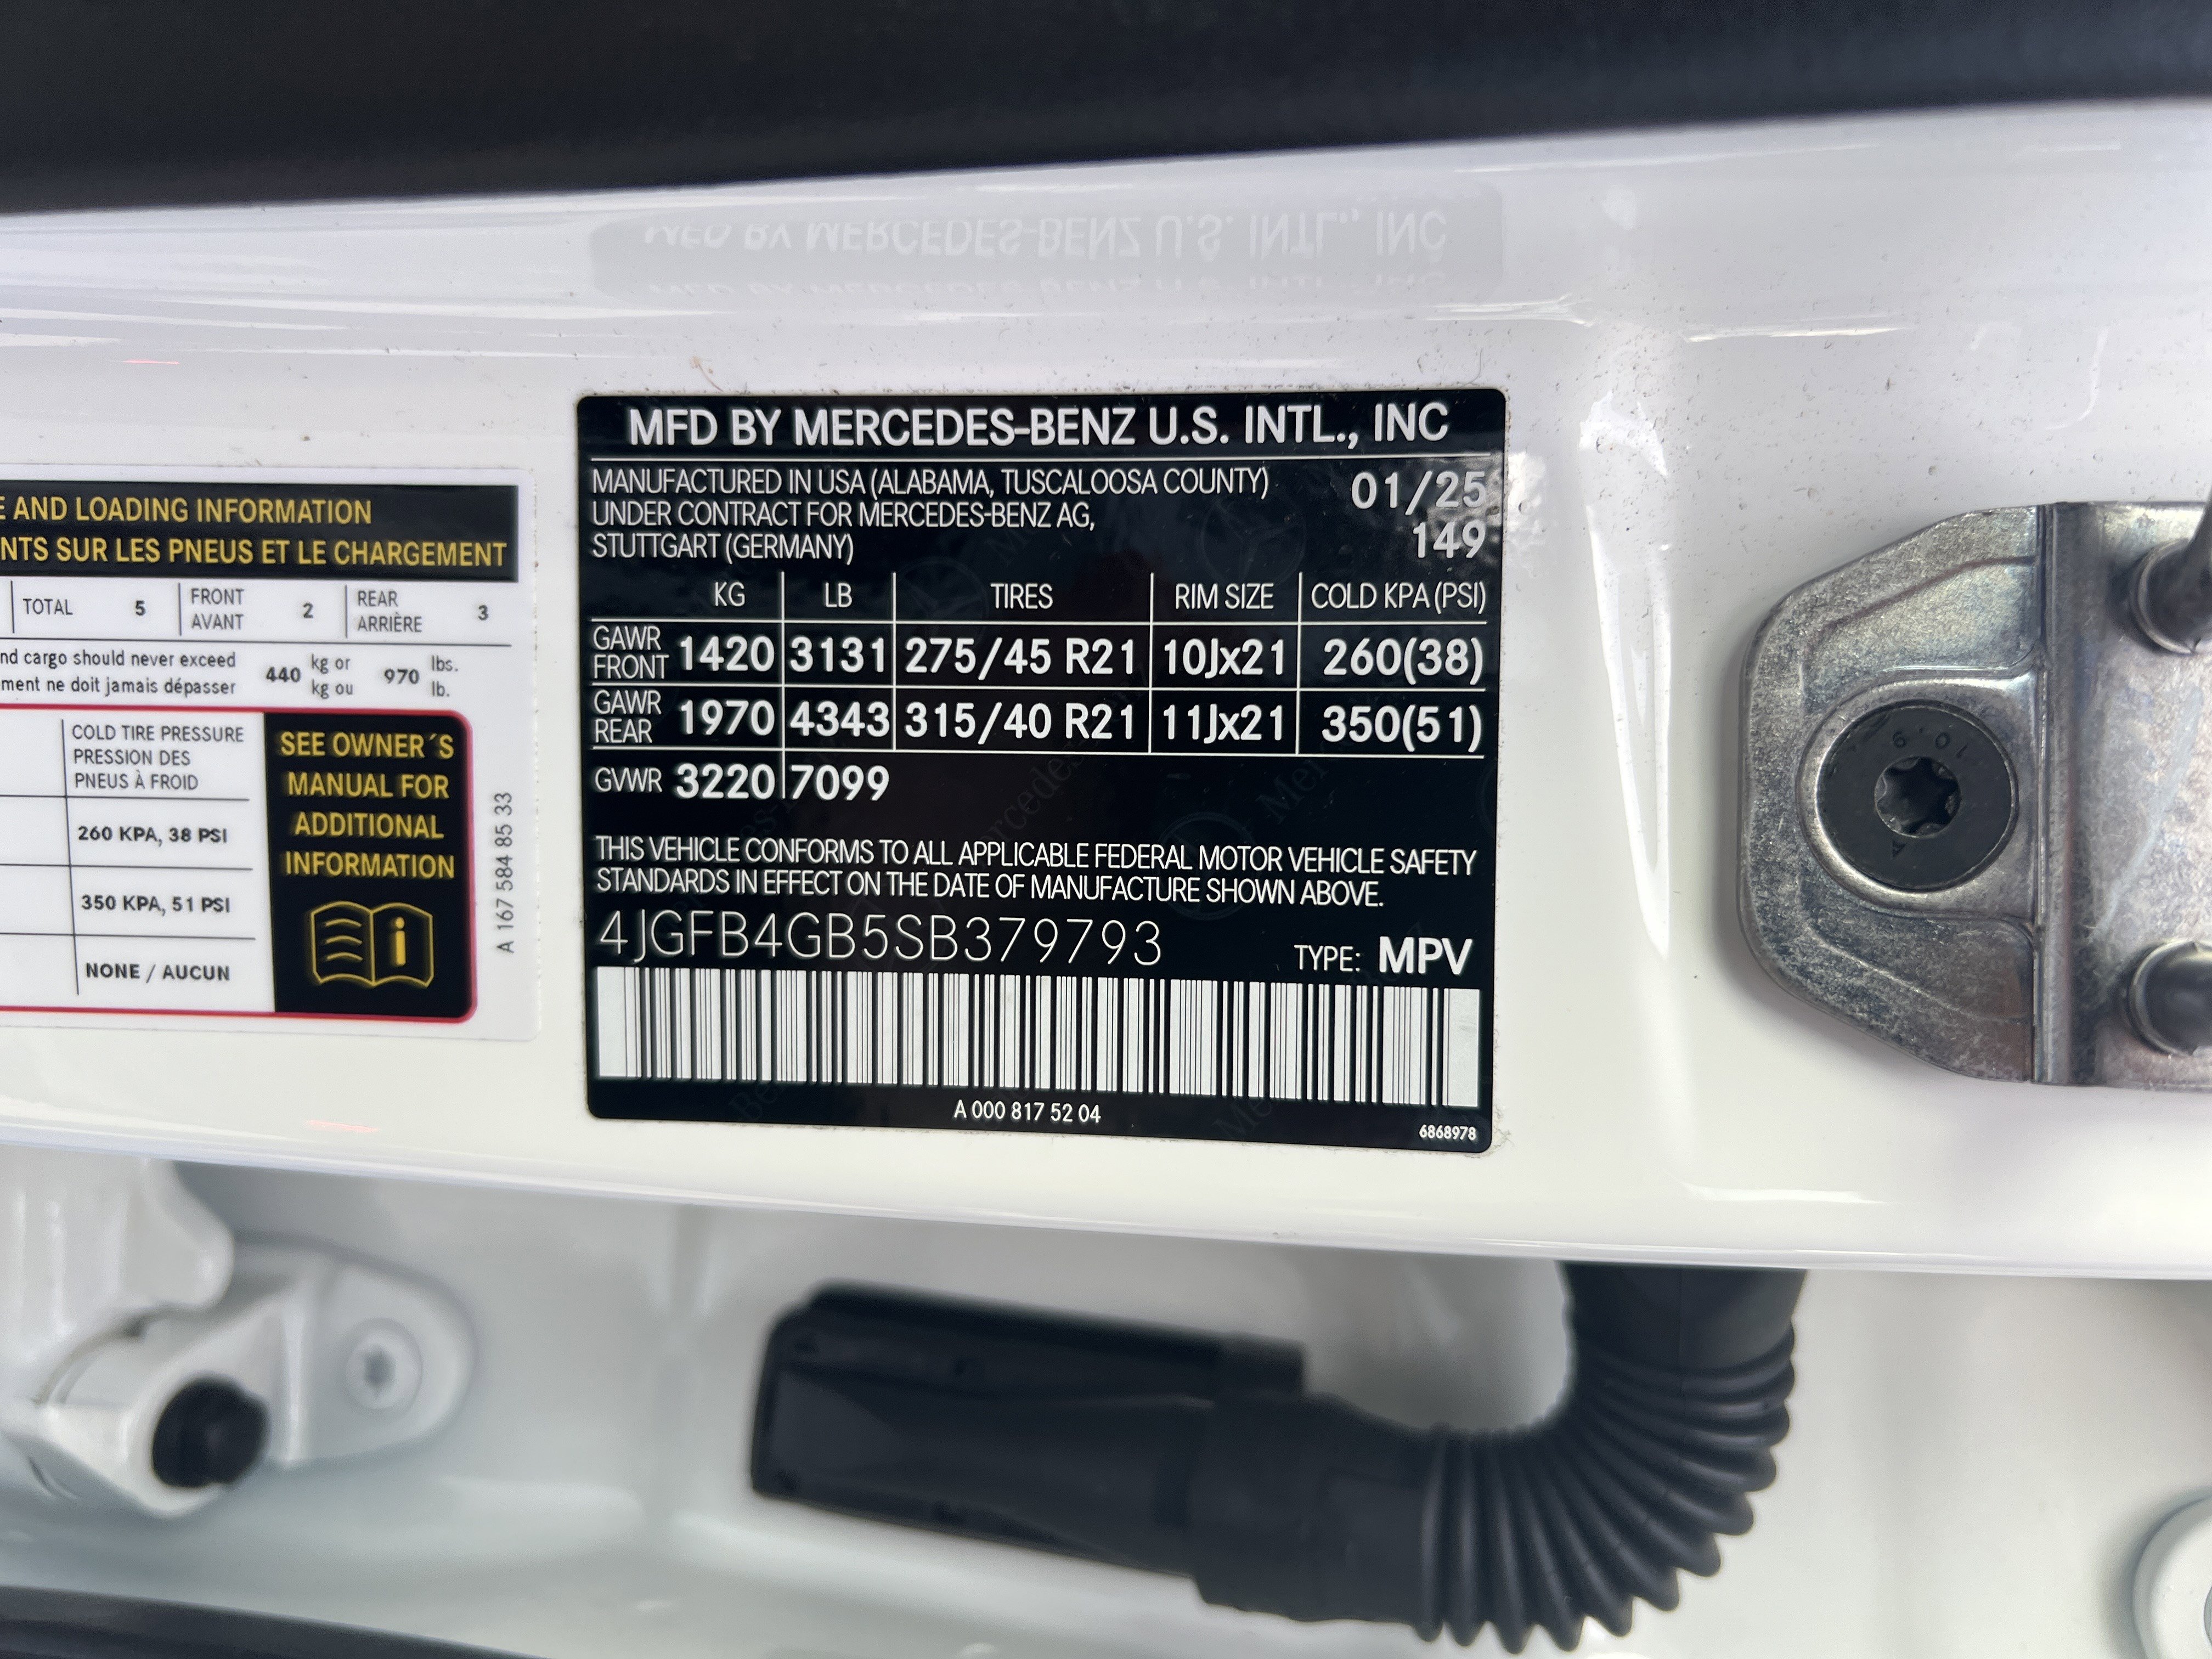 E AND LOADING INFORMATION
NTS SUR LES PNEUS ET LE CHARGEMENT
TOTAL 5 FRONT AVANT 2 REAR ARRIÈRE 3
nd cargo should never exceed 440 kg or 970 lbs.
ment ne doit jamais dépasser kg ou lb.
COLD TIRE PRESSURE
PRESSION DES
PNEUS À FROID
260 KPA, 38 PSI
350 KPA, 51 PSI
NONE / AUCUN
SEE OWNER´S
MANUAL FOR
ADDITIONAL
INFORMATION
A 167 584 85 33
MFD BY MERCEDES-BENZ U.S. INTL., INC
MANUFACTURED IN USA (ALABAMA, TUSCALOOSA COUNTY) 01/25
UNDER CONTRACT FOR MERCEDES-BENZ AG,
STUTTGART (GERMANY) 149
KG LB TIRES RIM SIZE COLD KPA (PSI)
GAWR FRONT 1420 3131 275/45 R21 10Jx21 260(38)
GAWR REAR 1970 4343 315/40 R21 11Jx21 350(51)
GVWR 3220 7099
THIS VEHICLE CONFORMS TO ALL APPLICABLE FEDERAL MOTOR VEHICLE SAFETY
STANDARDS IN EFFECT ON THE DATE OF MANUFACTURE SHOWN ABOVE.
4JGFB4GB5SB379793 TYPE: MPV
A 000 817 52 04
6868978
10.9